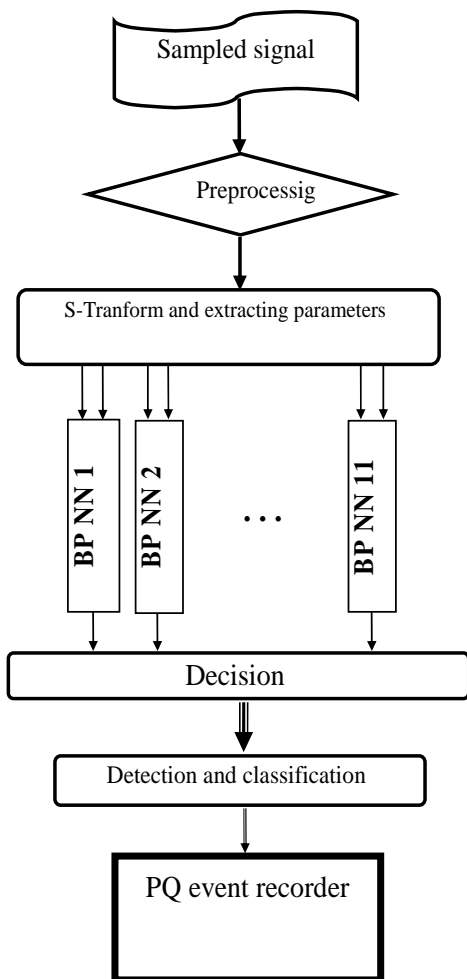 Sampled signal
Preprocessig
S-Tranform and extracting parameters
BP NN 1
BP NN 2
...
BP NN 11
Decision
Detection and classification
PQ event recorder